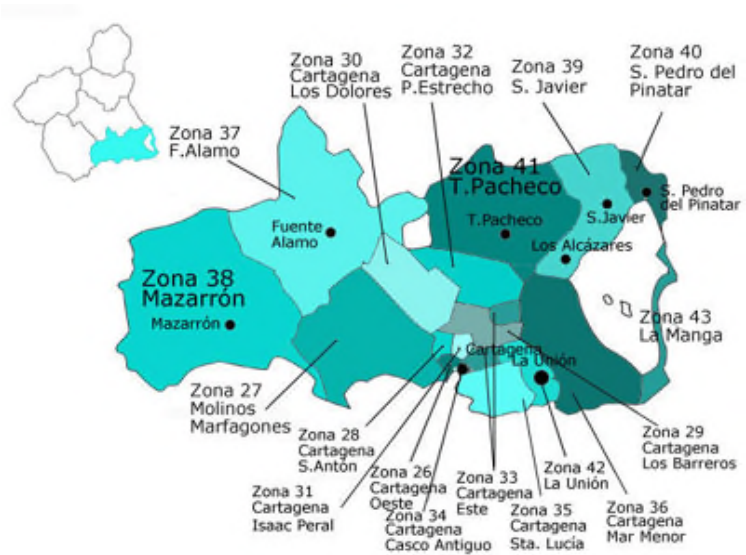 Zona 30
Cartagena
Los Dolores
Zona 32
Cartagena
P.Estrecho
Zona 39
S. Javier
Zona 40
S. Pedro del
Pinatar
Zona 37
F.Alamo
Zona 41
T.Pacheco
S. Pedro
del Pinatar
T.Pacheco
S.Javier
Fuente
Alamo
Los Alcázares
Zona 38
Mazarrón
Mazarrón
Zona 43
La Manga
Cartagena
La Unión
Zona 27
Molinos
Marfagones
Zona 28
Cartagena
S.Antón
Zona 29
Cartagena
Los Barreros
Zona 31
Cartagena
Isaac Peral
Zona 26
Cartagena
Oeste
Zona 33
Cartagena
Este
Zona 42
La Unión
Zona 34
Cartagena
Casco Antiguo
Zona 35
Cartagena
Sta. Lucía
Zona 36
Cartagena
Mar Menor